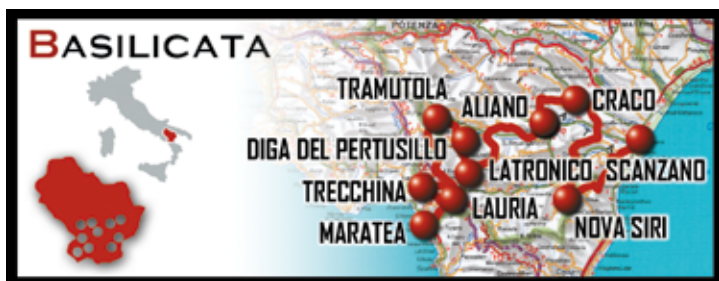 BASILICATA
POTENZA
TRAMUTOLA
ALIANO
CRACO
DIGA DEL PERTUSILLO
LATRONICO
SCANZANO
TRECCHINA
LAURIA
MARATEA
NOVA SIRI